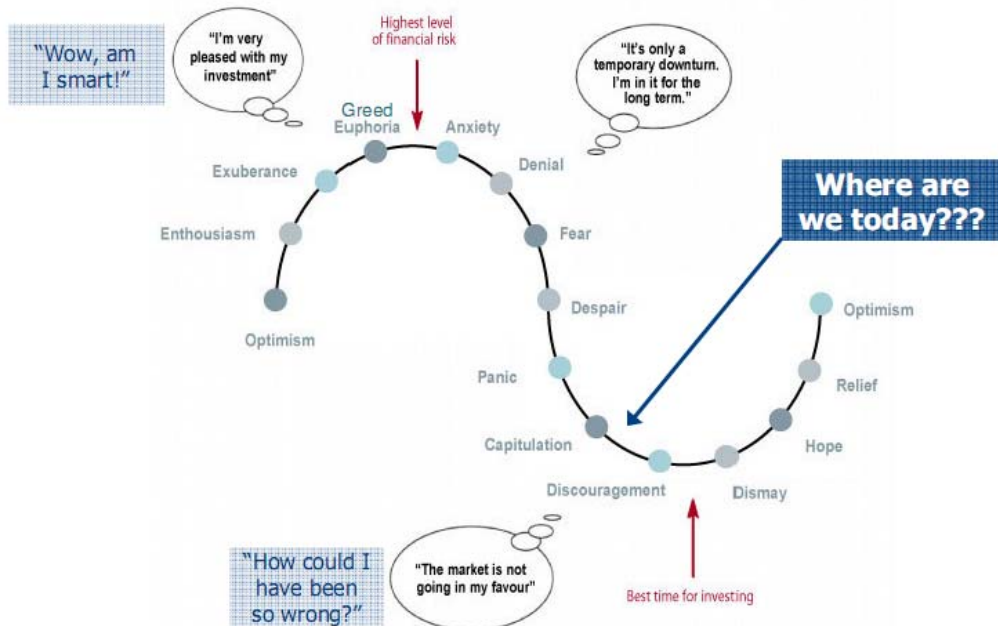 “Wow, am
I smart!”
“I’m very
pleased with my
investment”
Highest level
of financial risk
“It’s only a
temporary downturn.
I’m in it for the
long term.”
Greed
Euphoria
Anxiety
Exuberance
Denial
Where are
we today???
Enthousiasm
Fear
Despair
Optimism
Optimism
Panic
Relief
Capitulation
Hope
Discouragement
Dismay
“How could I
have been
so wrong?”
“The market is not
going in my favour”
Best time for investing